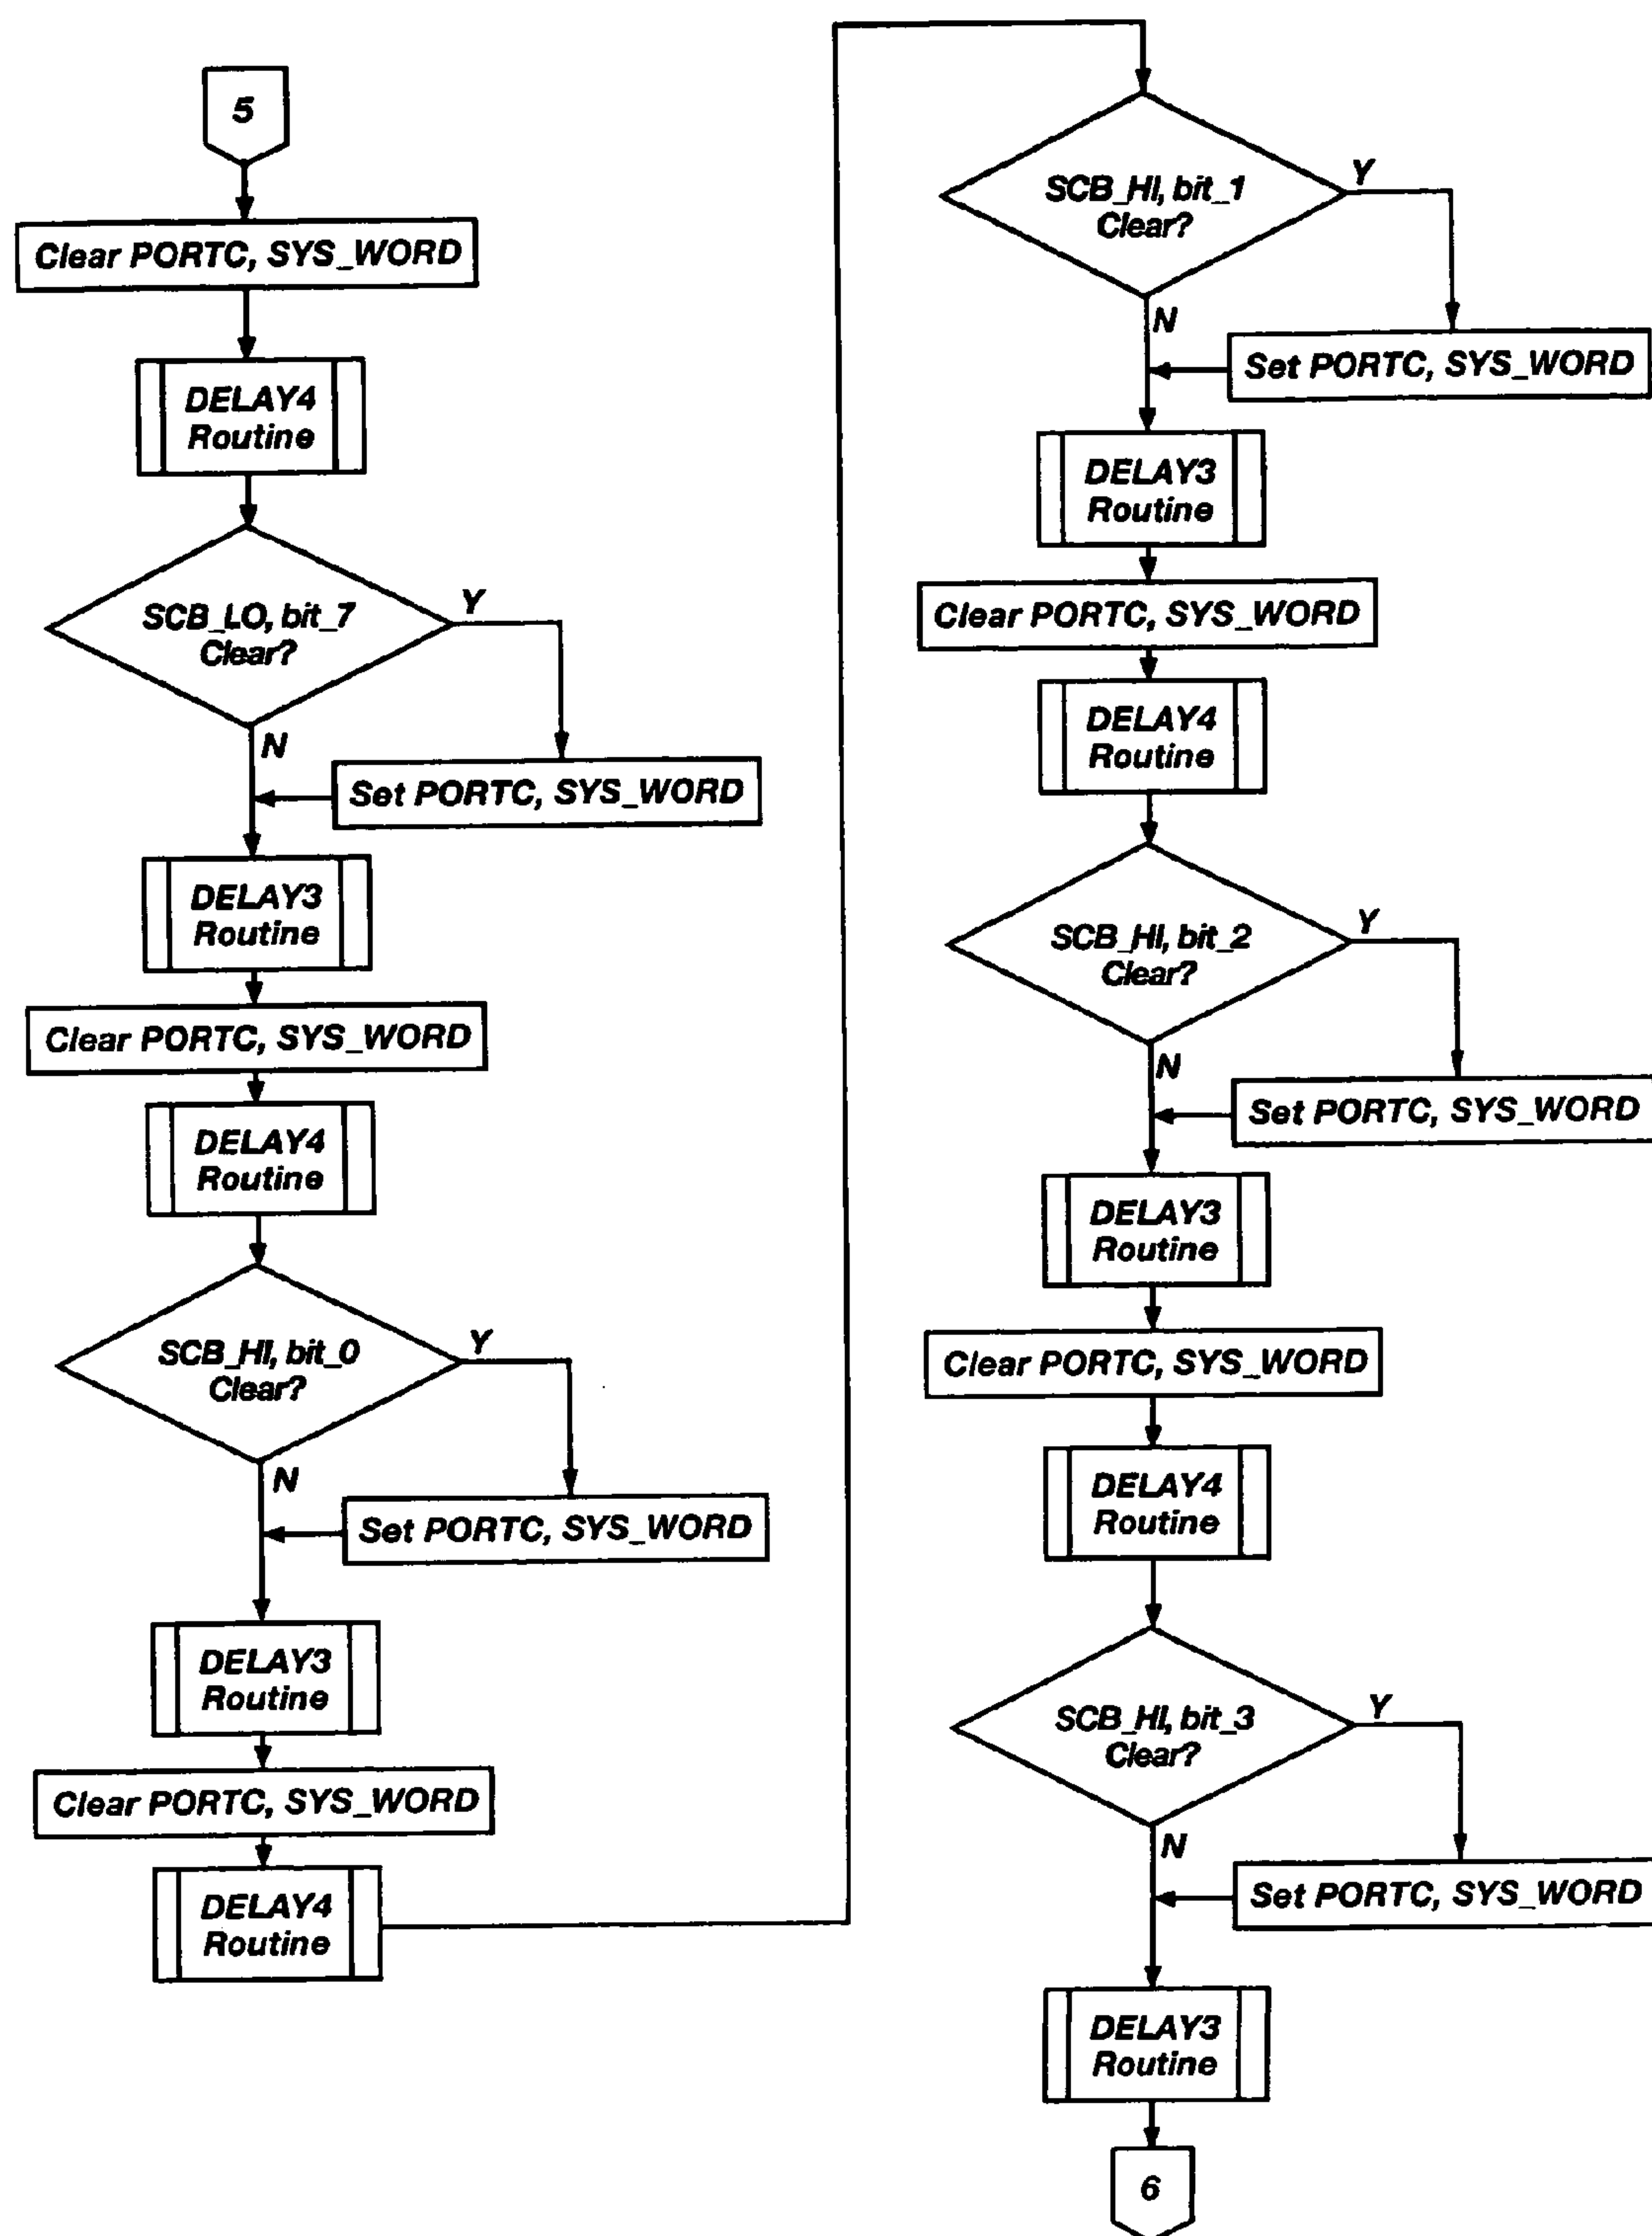 5
Clear PORTC, SYS_WORD
DELAY4
Routine
SCB_LO, bit_7
Clear?
Y
N
Set PORTC, SYS_WORD
DELAY3
Routine
Clear PORTC, SYS_WORD
DELAY4
Routine
SCB_HI, bit_0
Clear?
Y
N
Set PORTC, SYS_WORD
DELAY3
Routine
Clear PORTC, SYS_WORD
DELAY4
Routine
SCB_HI, bit_1
Clear?
Y
N
Set PORTC, SYS_WORD
DELAY3
Routine
Clear PORTC, SYS_WORD
DELAY4
Routine
SCB_HI, bit_2
Clear?
Y
N
Set PORTC, SYS_WORD
DELAY3
Routine
Clear PORTC, SYS_WORD
DELAY4
Routine
SCB_HI, bit_3
Clear?
Y
N
Set PORTC, SYS_WORD
DELAY3
Routine
6